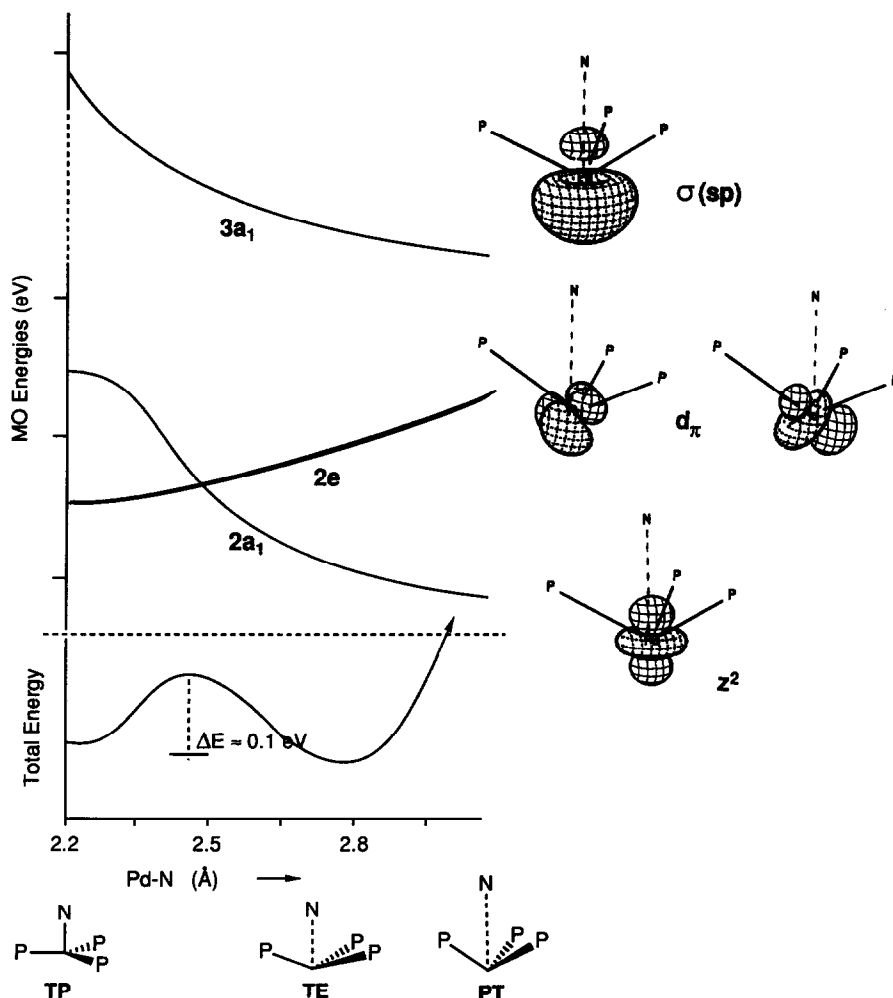 MO Energies (eV)
3a₁
2e
2a₁
Total Energy
ΔE ≈ 0.1 eV
2.2
2.5
2.8
Pd-N (Å)
N
P
P
P
σ(sp)
N
P
P
P
N
P
P
P
dπ
N
P
P
P
z²
N
P
P
P
TP
N
P
P
P
TE
N
P
P
P
PT